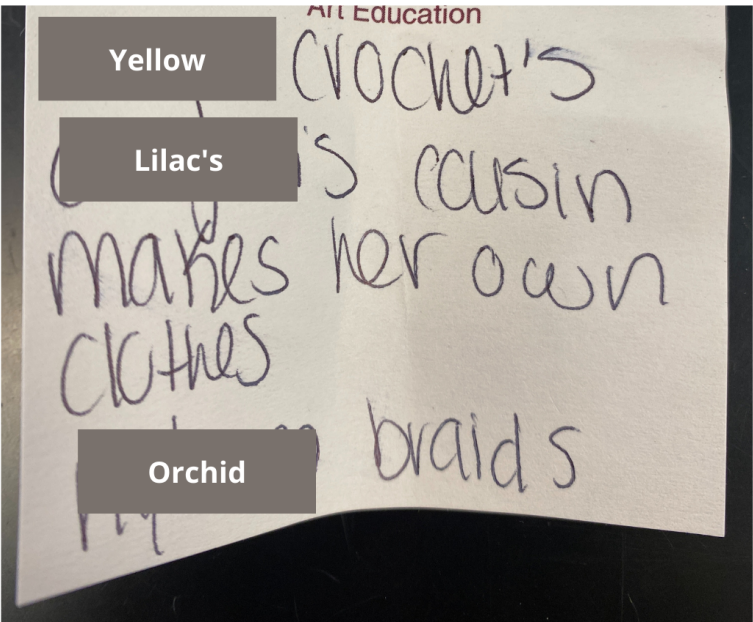 Art Education
Yellow crochet's
Lilac's 's cousin
makes her own
clothes
Orchid braids